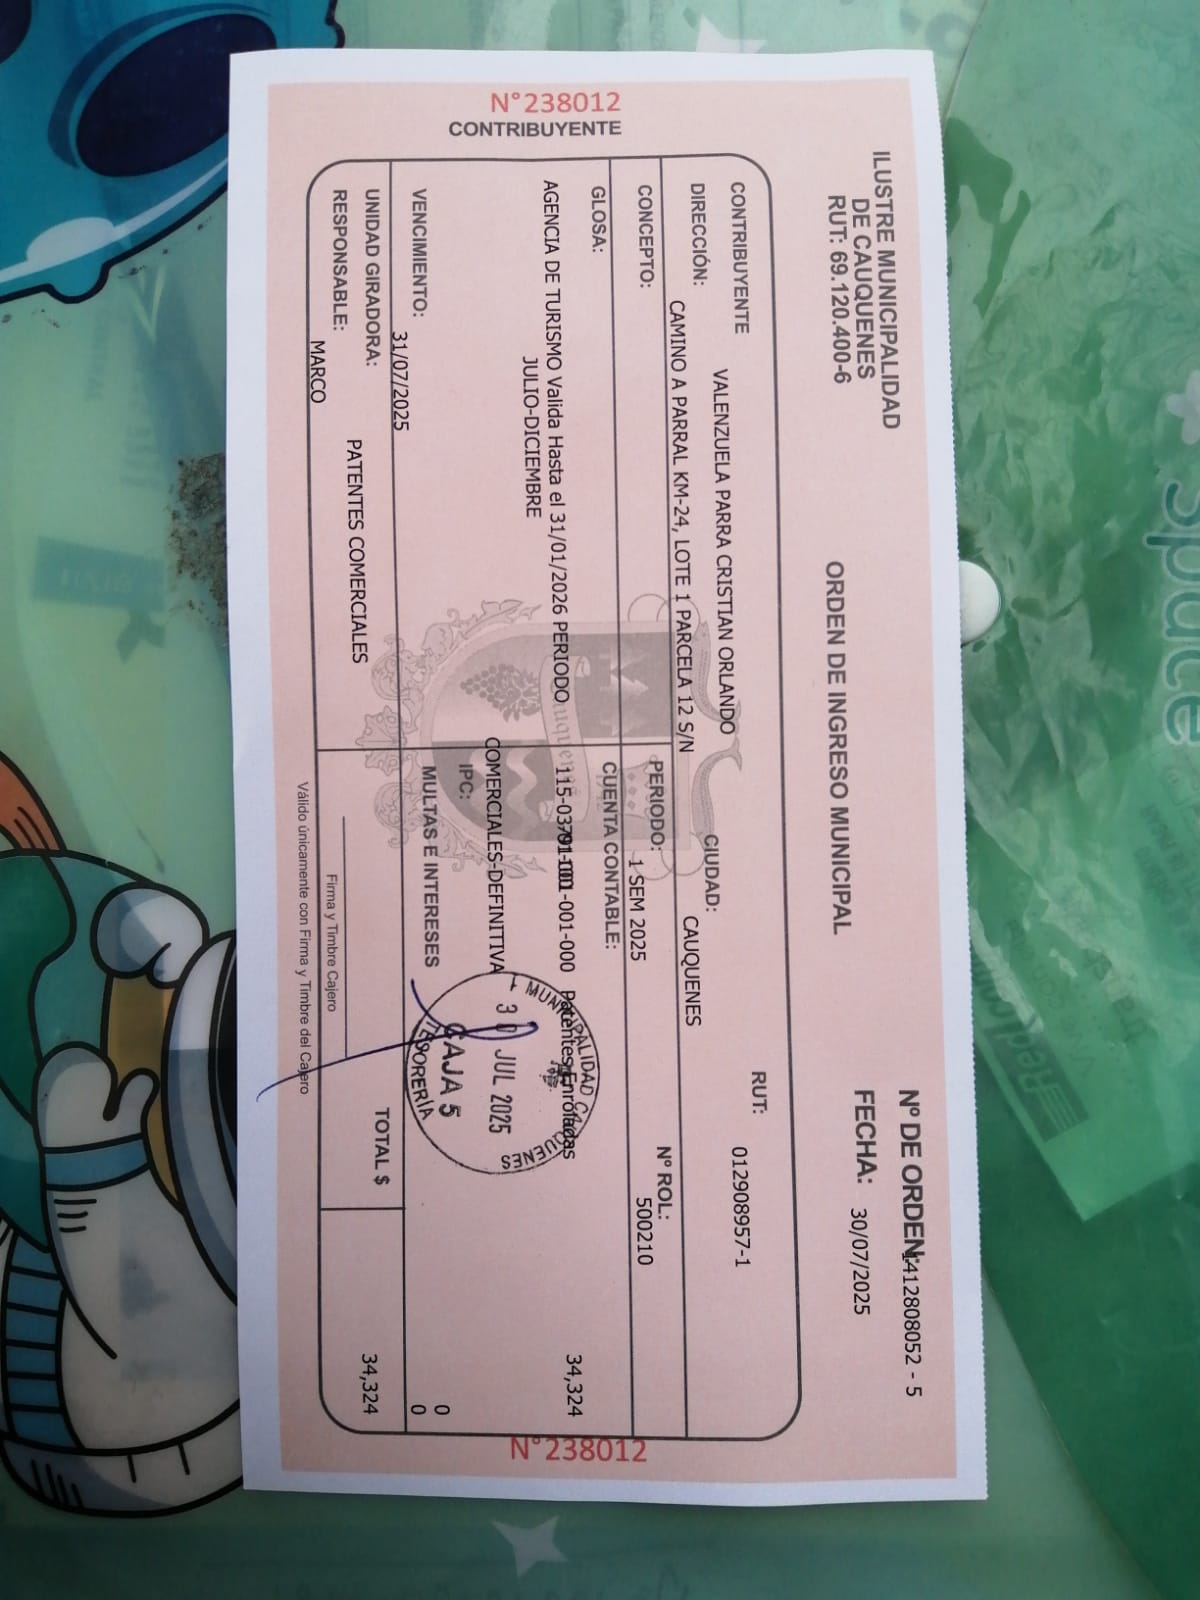 N°238012
CONTRIBUYENTE
ILUSTRE MUNICIPALIDAD
DE CAUQUENES
RUT: 69.120.400-6
ORDEN DE INGRESO MUNICIPAL
Nº DE ORDEN: 1412808052 - 5
FECHA: 30/07/2025
CONTRIBUYENTE VALENZUELA PARRA CRISTIAN ORLANDO RUT: 012908957-1
DIRECCIÓN: CAMINO A PARRAL KM-24, LOTE 1 PARCELA 12 S/N CIUDAD: CAUQUENES
CONCEPTO: PERIODO: 1 SEM 2025 Nº ROL: 500210
GLOSA: CUENTA CONTABLE:
AGENCIA DE TURISMO Valida Hasta el 31/01/2026 PERIODO
JULIO-DICIEMBRE
-001-000 Patentes Enroladas 34,324
COMERCIALES-DEFINITIVA
IPC: 0
MULTAS E INTERESES 0
VENCIMIENTO: 31/07/2025
UNIDAD GIRADORA: PATENTES COMERCIALES
RESPONSABLE: MARCO
TOTAL $ 34,324
Firma y Timbre Cajero
Válido únicamente con Firma y Timbre del Cajero
MUNICIPALIDAD CAUQUENES
30 JUL 2025
CAJA 5
TESORERÍA
N°238012
Spuice